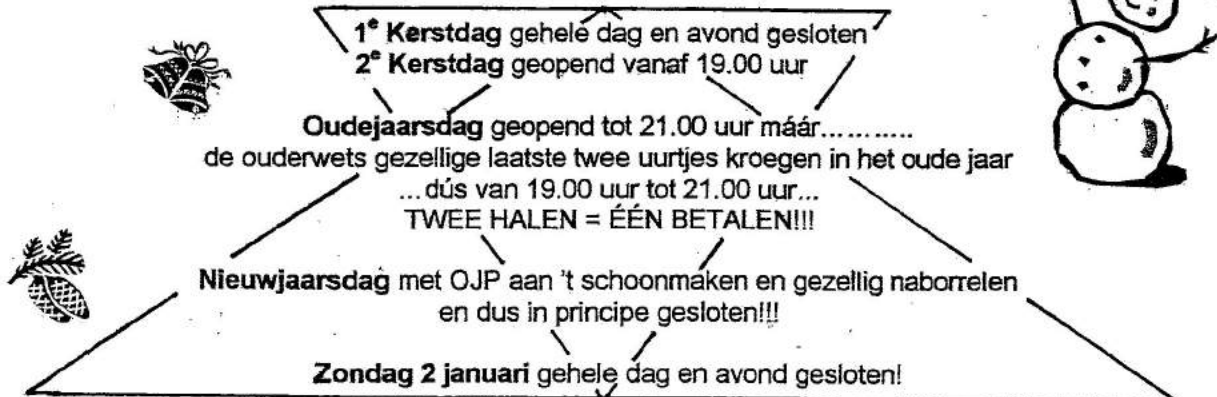 1e Kerstdag gehele dag en avond gesloten
2e Kerstdag geopend vanaf 19.00 uur
Oudejaarsdag geopend tot 21.00 uur máár...........
de ouderwets gezellige laatste twee uurtjes kroegen in het oude jaar
...dús van 19.00 uur tot 21.00 uur...
TWEE HALEN = ÉÉN BETALEN!!!
Nieuwjaarsdag met OJP aan 't schoonmaken en gezellig naborrelen
en dus in principe gesloten!!!
Zondag 2 januari gehele dag en avond gesloten!